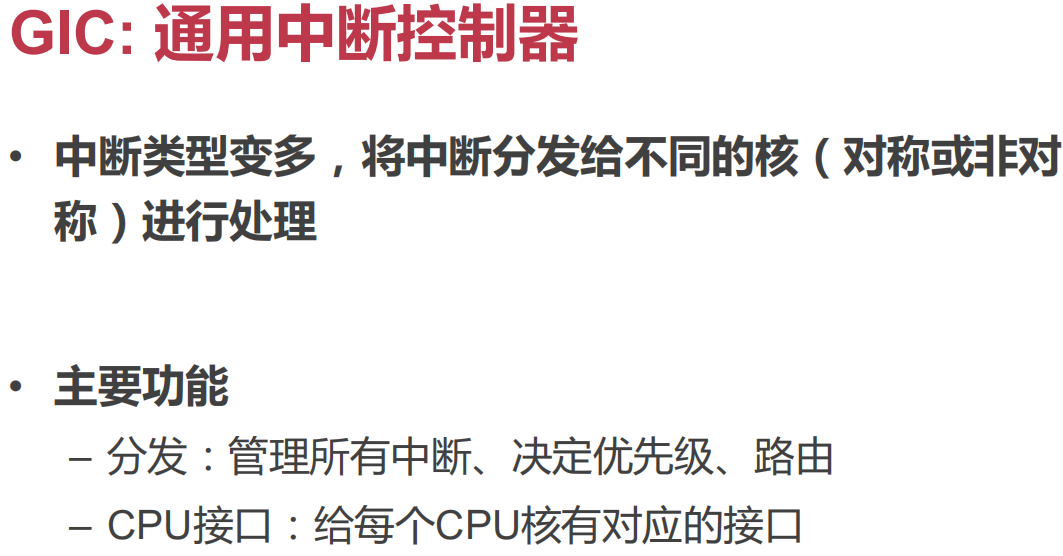 GIC: 通用中断控制器
• 中断类型变多，将中断分发给不同的核（对称或非对
称）进行处理
• 主要功能
– 分发：管理所有中断、决定优先级、路由
– CPU接口：给每个CPU核有对应的接口